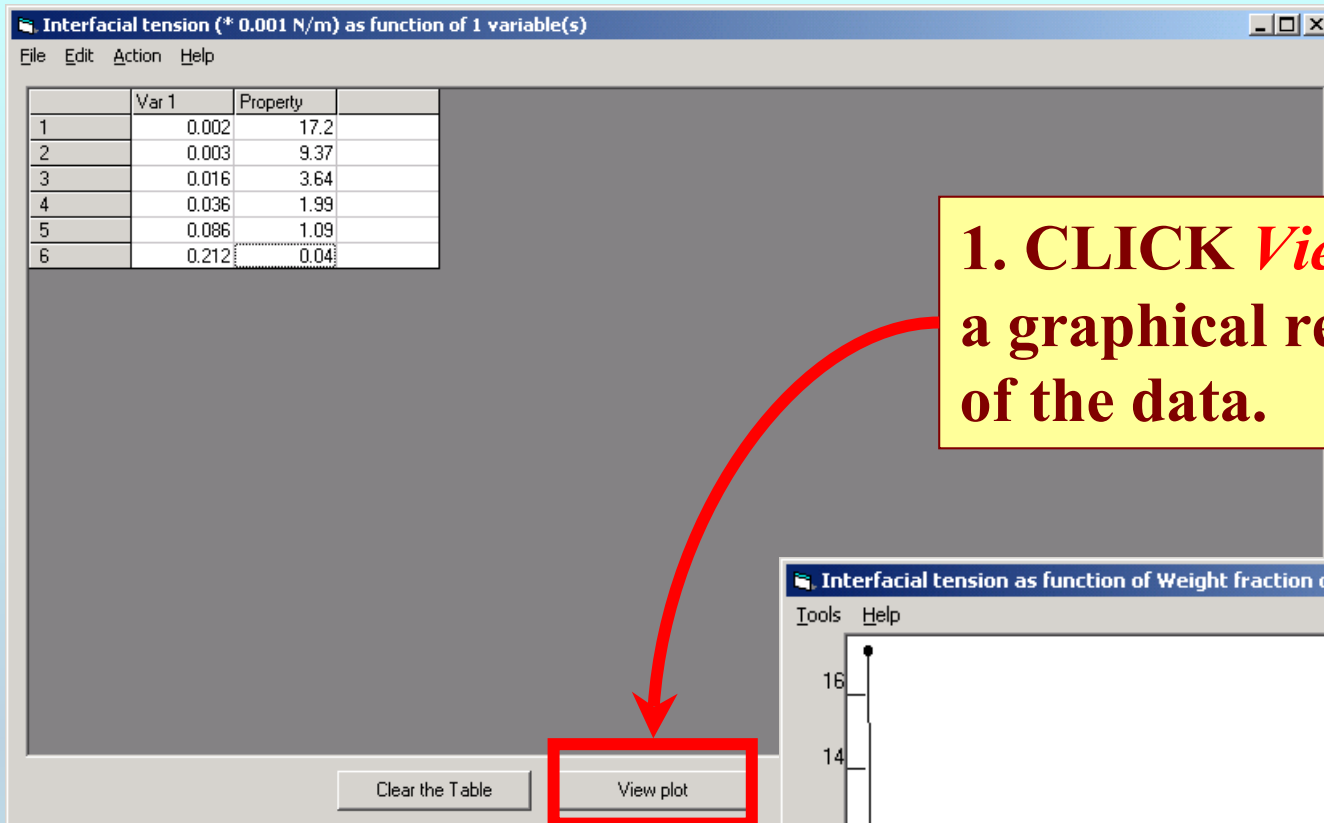 Interfacial tension (* 0.001 N/m) as function of 1 variable(s)
File Edit Action Help
Var 1 Property
1 0.002 17.2
2 0.003 9.37
3 0.016 3.64
4 0.036 1.99
5 0.086 1.09
6 0.212 0.04
1. CLICK
a graphical
of the data.
Interfacial tension as function of Weight fraction
Tools Help
16
14
Clear the Table View plot